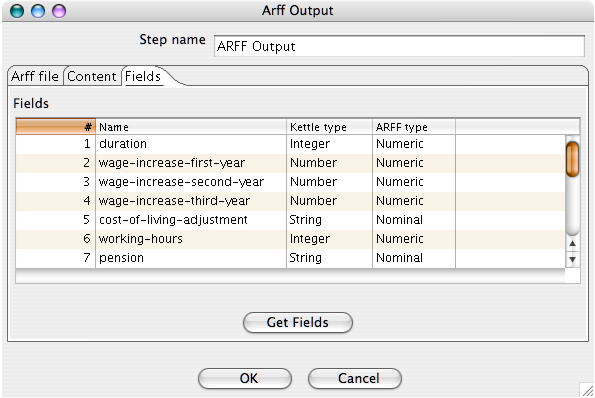 Arff Output
Step name ARFF Output
Arff file Content Fields
Fields
# Name Kettle type ARFF type
1 duration Integer Numeric
2 wage-increase-first-year Number Numeric
3 wage-increase-second-year Number Numeric
4 wage-increase-third-year Number Numeric
5 cost-of-living-adjustment String Nominal
6 working-hours Integer Numeric
7 pension String Nominal
Get Fields
OK Cancel